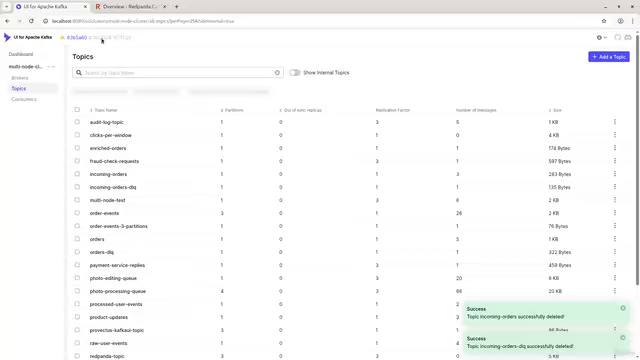 UI for Apache Kafka
Overview - Redpanda C
UI for Apache Kafka
Dashboard
multi-node-cl...
Brokers
Topics
Consumers
Topics
Add a Topic
Search by Topic Name
Show Internal Topics
Topic Name Partitions Out of sync replicas Replication Factor Number of messages Size
audit-log-topic 1 0 3 5 1 KB
clicks-per-window 1 0 1 0 4 KB
enriched-orders 1 0 1 1 174 Bytes
fraud-check-requests 1 0 3 1 597 Bytes
incoming-orders 1 0 1 3 283 Bytes
incoming-orders-dlq 1 0 1 1 135 Bytes
multi-node-test 1 0 3 6 2 KB
order-events 3 0 1 26 2 KB
order-events-3-partitions 1 0 1 1 76 Bytes
orders 1 0 1 5 1 KB
orders-dlq 1 0 1 1 322 Bytes
payment-service-replies 1 0 3 1 459 Bytes
photo-editing-queue 1 0 3 20 6 KB
photo-processing-queue 4 0 3 66 20 KB
processed-user-events 1 0 1 2
product-updates 1 0 1
provectus-kafkaui-topic 3 0 1
raw-user-events 1 0 1 4
redpanda-topic 3 0 3 5 KB
Success
Topic incoming-orders successfully deleted!
Success
Topic incoming-orders-dlq successfully deleted!